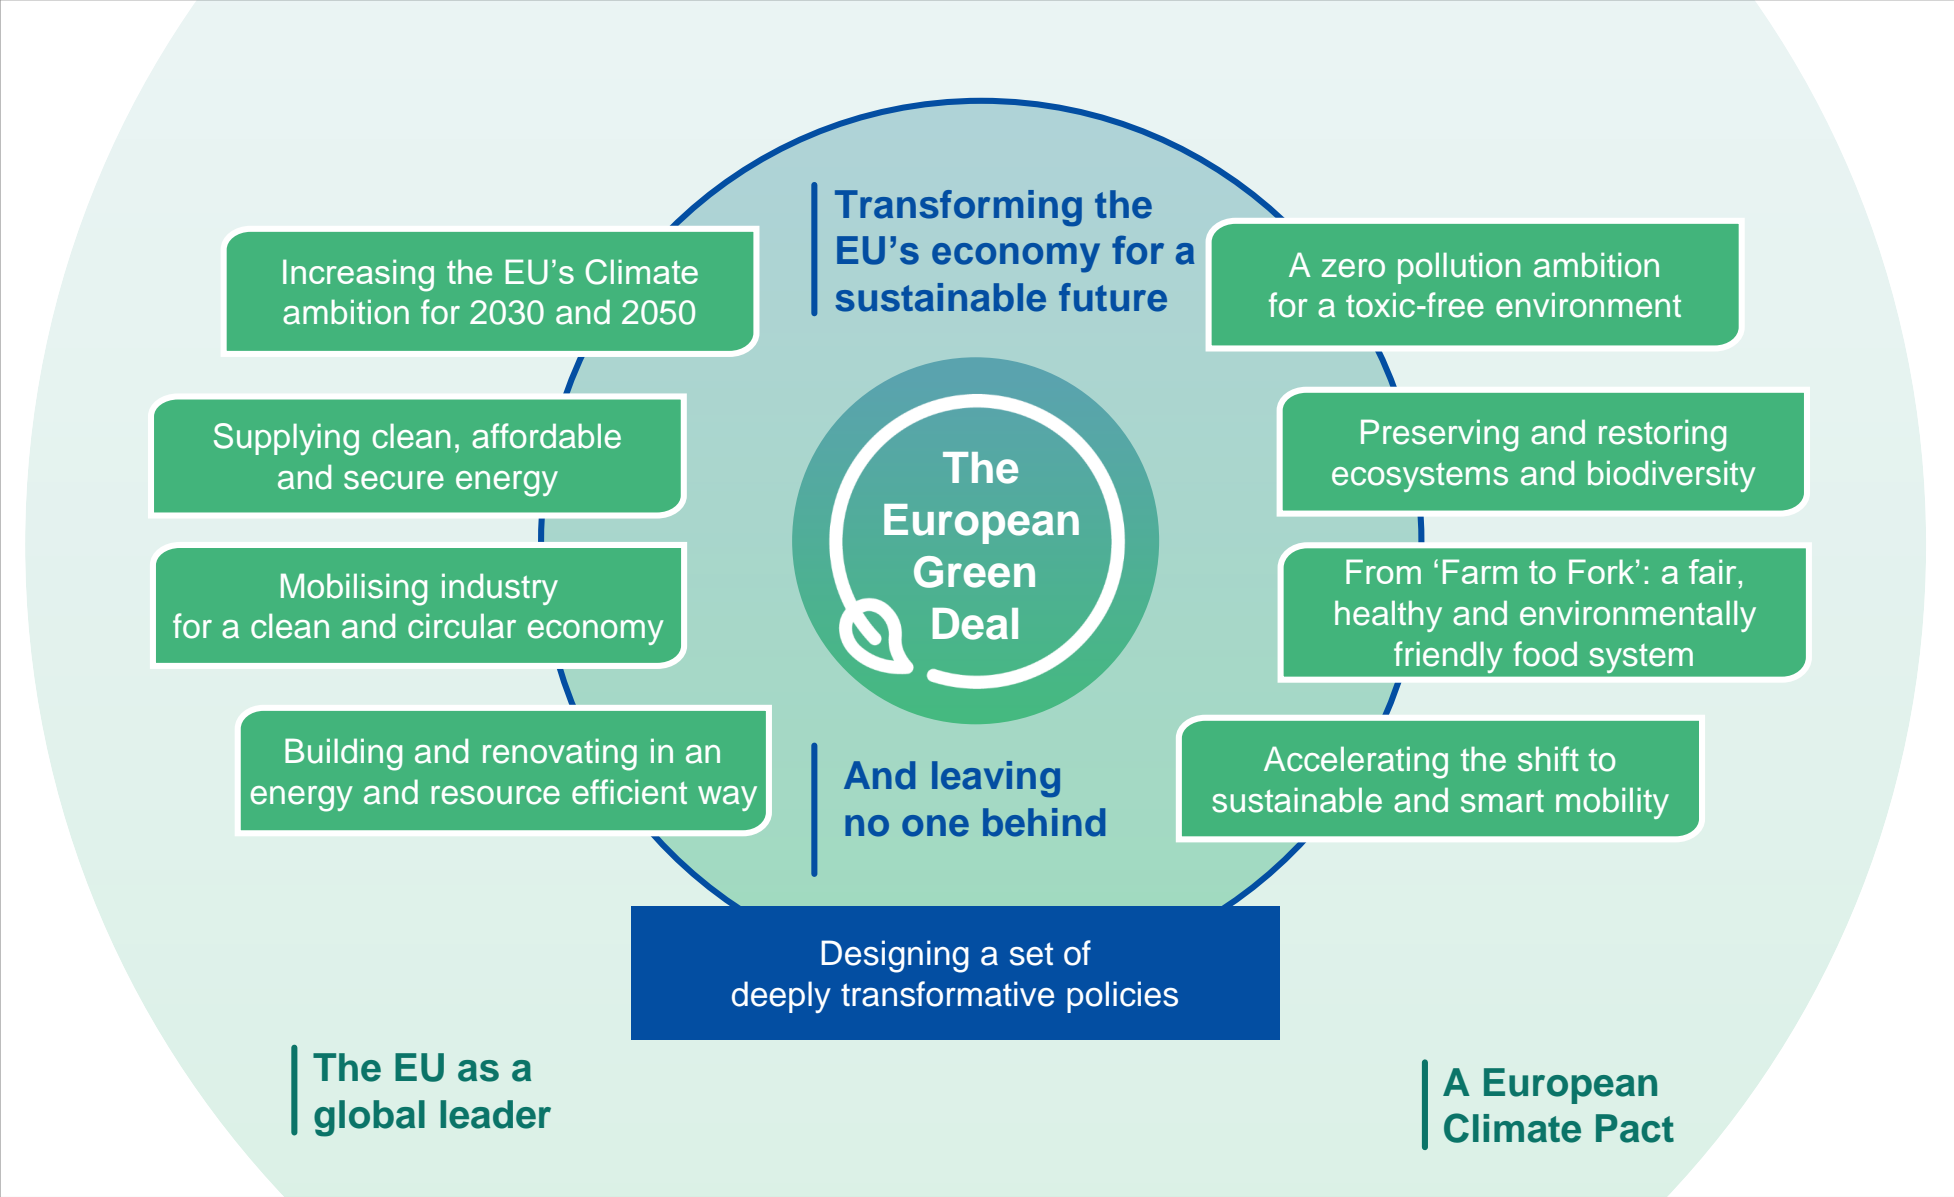 Transforming the
EU’s economy for a
sustainable future
Increasing the EU’s Climate
ambition for 2030 and 2050
Supplying clean, affordable
and secure energy
Mobilising industry
for a clean and circular economy
Building and renovating in an
energy and resource efficient way
The
European
Green
Deal
A zero pollution ambition
for a toxic-free environment
Preserving and restoring
ecosystems and biodiversity
From ‘Farm to Fork’: a fair,
healthy and environmentally
friendly food system
Accelerating the shift to
sustainable and smart mobility
And leaving
no one behind
Designing a set of
deeply transformative policies
The EU as a
global leader
A European
Climate Pact